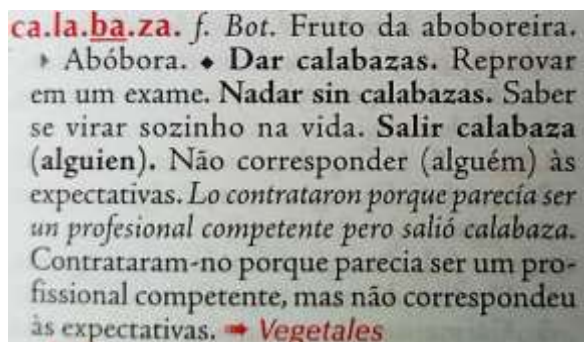 ca.la.ba.za. f. Bot. Fruto da aboboreira.
‣ Abóbora. ◆ Dar calabazas. Reprovar
em um exame. Nadar sin calabazas. Saber
se virar sozinho na vida. Salir calabaza
(alguien). Não corresponder (alguém) às
expectativas. Lo contrataron porque parecía ser
un profesional competente pero salió calabaza.
Contrataram-no porque parecia ser um pro-
fissional competente, mas não correspondeu
às expectativas. ➡ Vegetales